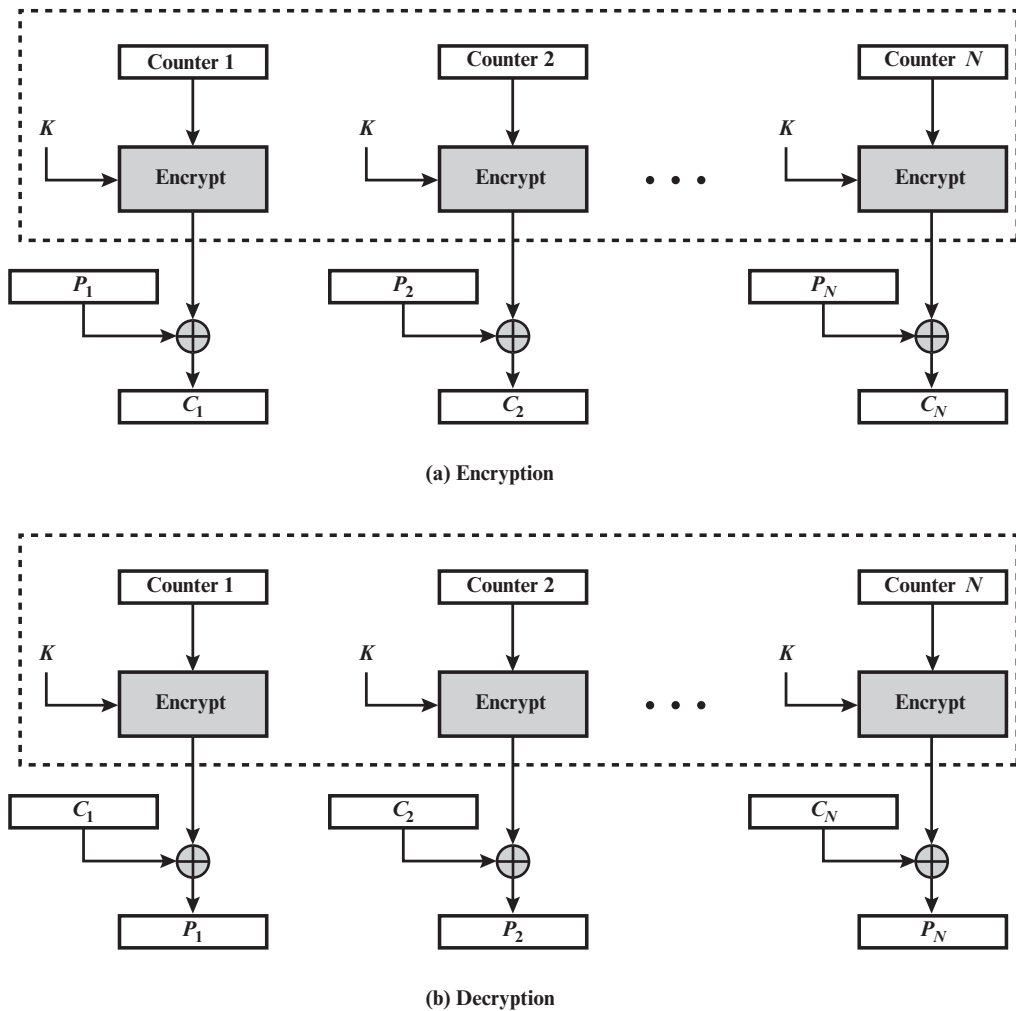 Counter 1 Counter 2 Counter N
K K K
Encrypt Encrypt • • • Encrypt
P1 P2 PN
C1 C2 CN
(a) Encryption
Counter 1 Counter 2 Counter N
K K K
Encrypt Encrypt • • • Encrypt
C1 C2 CN
P1 P2 PN
(b) Decryption